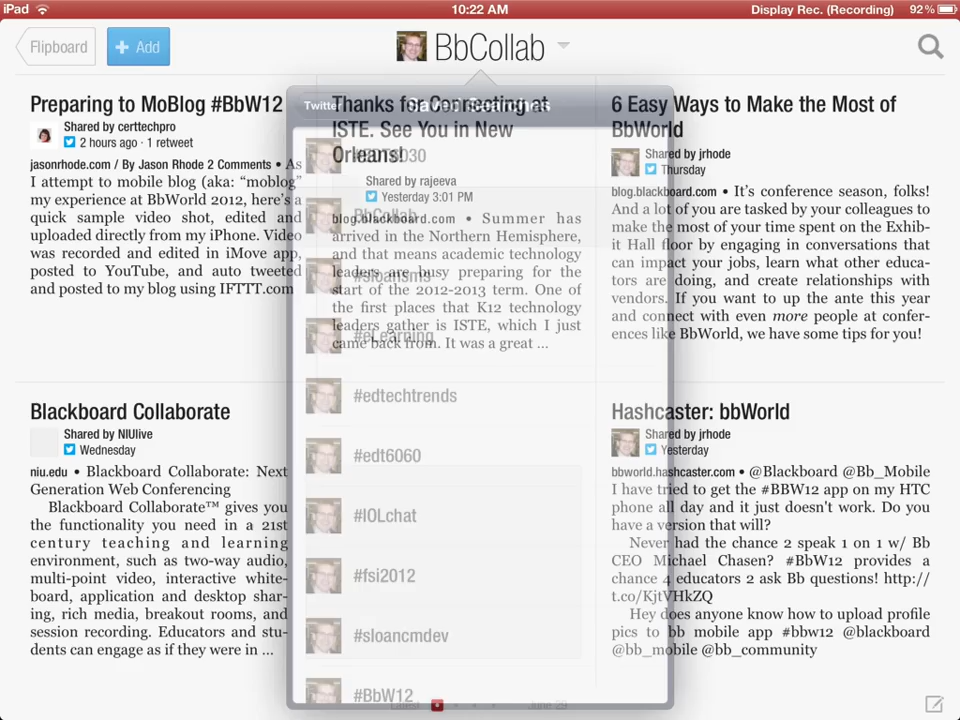 iPad
10:22 AM
Display Rec. (Recording)
92%
Flipboard
+ Add
BbCollab
Preparing to MoBlog #BbW12
Shared by certtechpro
2 hours ago · 1 retweet
jasonrhode.com / By Jason Rhode 2 Comments • As
I attempt to mobile blog (aka: “moblog”
my experience at BbWorld 2012, here’s a
quick sample video shot, edited and
uploaded directly from my iPhone. Video
was recorded and edited in iMove app,
posted to YouTube, and auto tweeted
and posted to my blog using IFTTT.com
Thanks for Connecting at
ISTE. See You in New
Orleans!
Shared by rajeeva
Yesterday 3:01 PM
blog.blackboard.com • Summer has
arrived in the Northern Hemisphere,
and that means academic technology
leaders are busy preparing for the
start of the 2012-2013 term. One of
the first places that K12 technology
leaders gather is ISTE, which I just
came back from. It was a great ...
6 Easy Ways to Make the Most of
BbWorld
Shared by jrhode
Thursday
blog.blackboard.com • It’s conference season, folks!
And a lot of you are tasked by your colleagues to
make the most of your time spent on the Exhib-
it Hall floor by engaging in conversations that
can impact your jobs, learn what other educa-
tors are doing, and create relationships with
vendors. If you want to up the ante this year
and connect with even more people at confer-
ences like BbWorld, we have some tips for you!
Twitter
Saved Searches
BbCollab
#sloansms
#eLearning
#edtechtrends
#edt6060
#IOLchat
#fsi2012
#sloancmdev
#BbW12
Blackboard Collaborate
Shared by NIUlive
Wednesday
niu.edu • Blackboard Collaborate: Next
Generation Web Conferencing
Blackboard Collaborate™ gives you
the functionality you need in a 21st
century teaching and learning
environment, such as two-way audio,
multi-point video, interactive white-
board, application and desktop shar-
ing, rich media, breakout rooms, and
session recording. Educators and stu-
dents can engage as if they were in ...
Hashcaster: bbWorld
Shared by jrhode
Yesterday
bbworld.hashcaster.com • @Blackboard @Bb_Mobile
I have tried to get the #BBW12 app on my HTC
phone all day and it just doesn't work. Do you
have a version that will?
Never had the chance 2 speak 1 on 1 w/ Bb
CEO Michael Chasen? #BbW12 provides a
chance 4 educators 2 ask Bb questions! http://
t.co/KjtVHkZQ
Hey does anyone know how to upload profile
pics to bb mobile app #bbw12 @blackboard
@bb_mobile @bb_community
Latest
June 29